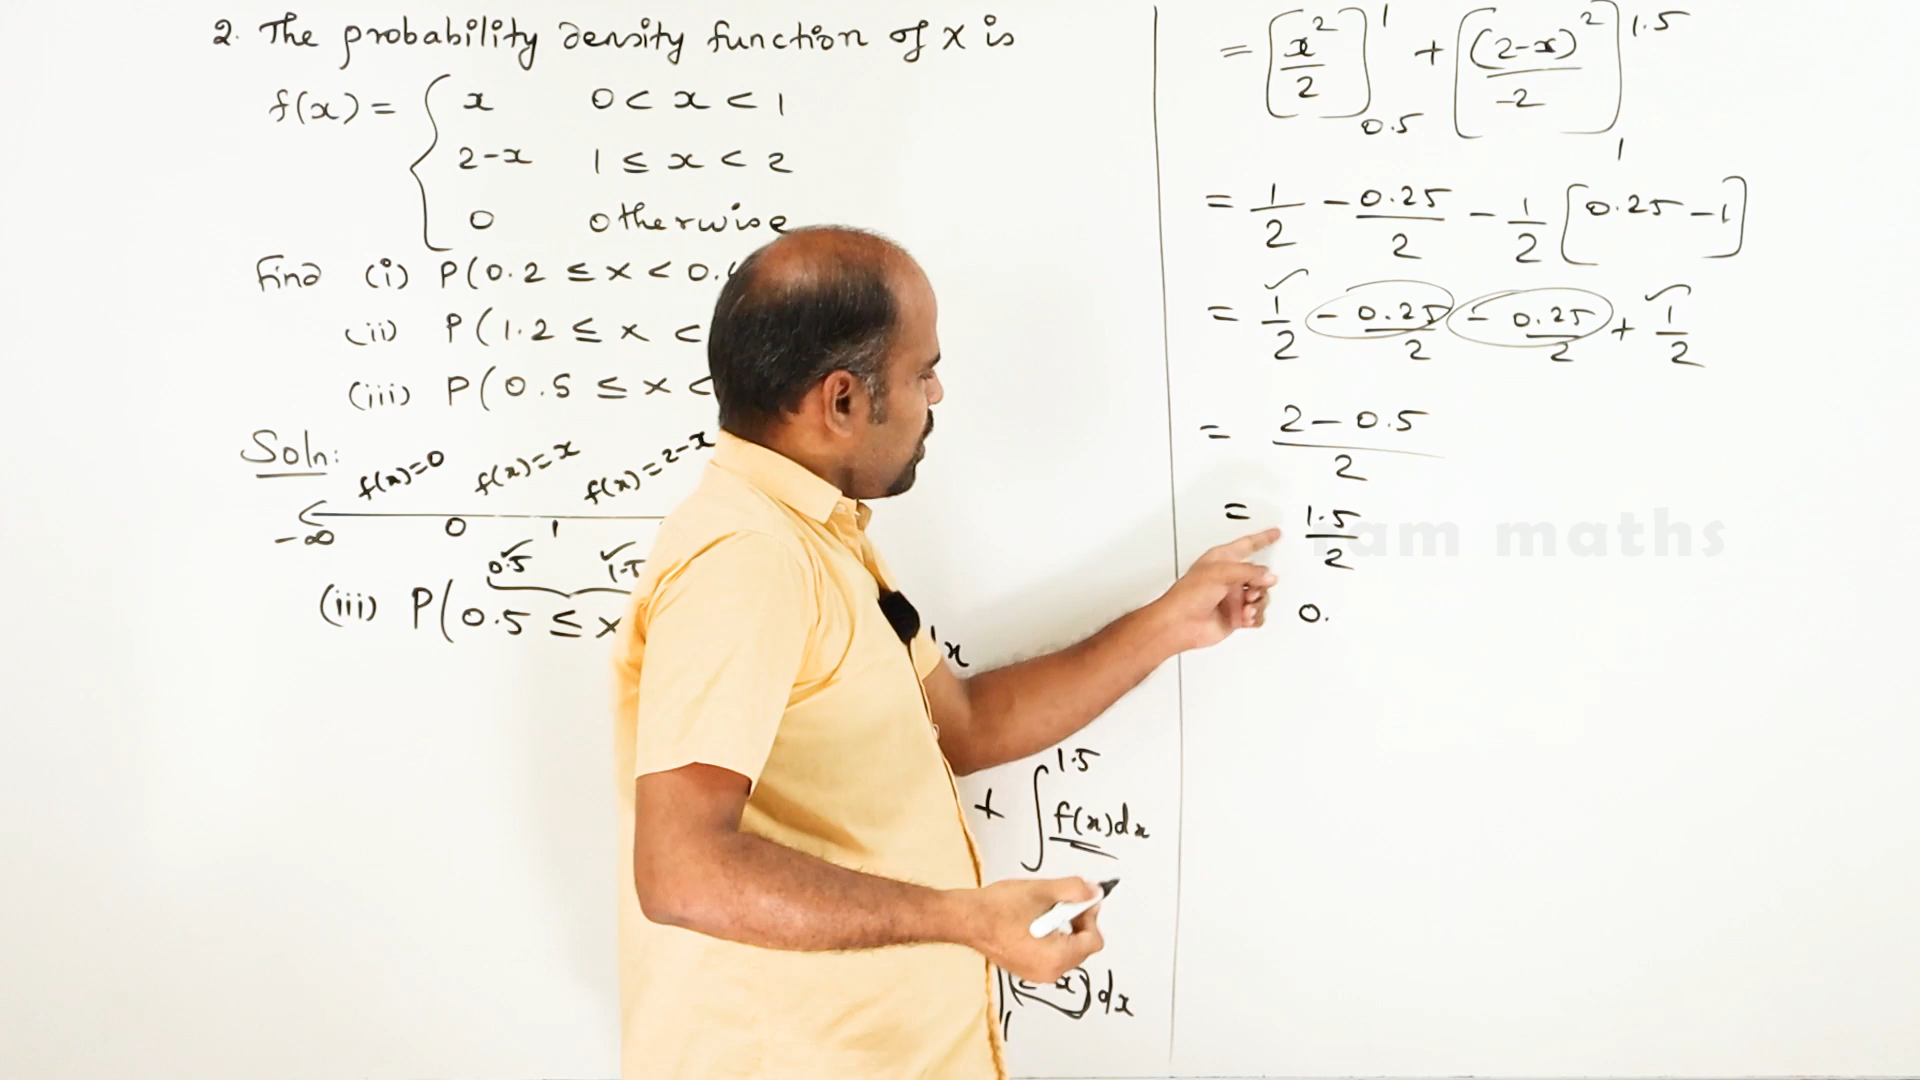 2. The probability density function of x is
f(x) = { x 0 < x < 1
2-x 1 ≤ x < 2
0 otherwise
Find (i) P(0.2 ≤ x < 0.
(ii) P(1.2 ≤ x <
(iii) P(0.5 ≤ x <
Soln:
f(x)=0 f(x)=x f(x)=2-x
-∞ 0 1
0.5 1.5
(iii) P(0.5 ≤ x
+ ∫ 1.5 f(x)dx
dx
1
= [x²/2] 1 0.5 + [(2-x)²/-2] 1.5 1
= 1/2 - 0.25/2 - 1/2 [0.25 - 1]
= 1/2 - 0.25/2 - 0.25/2 + 1/2
= 2 - 0.5/2
= 1.5/2
0.
ram maths